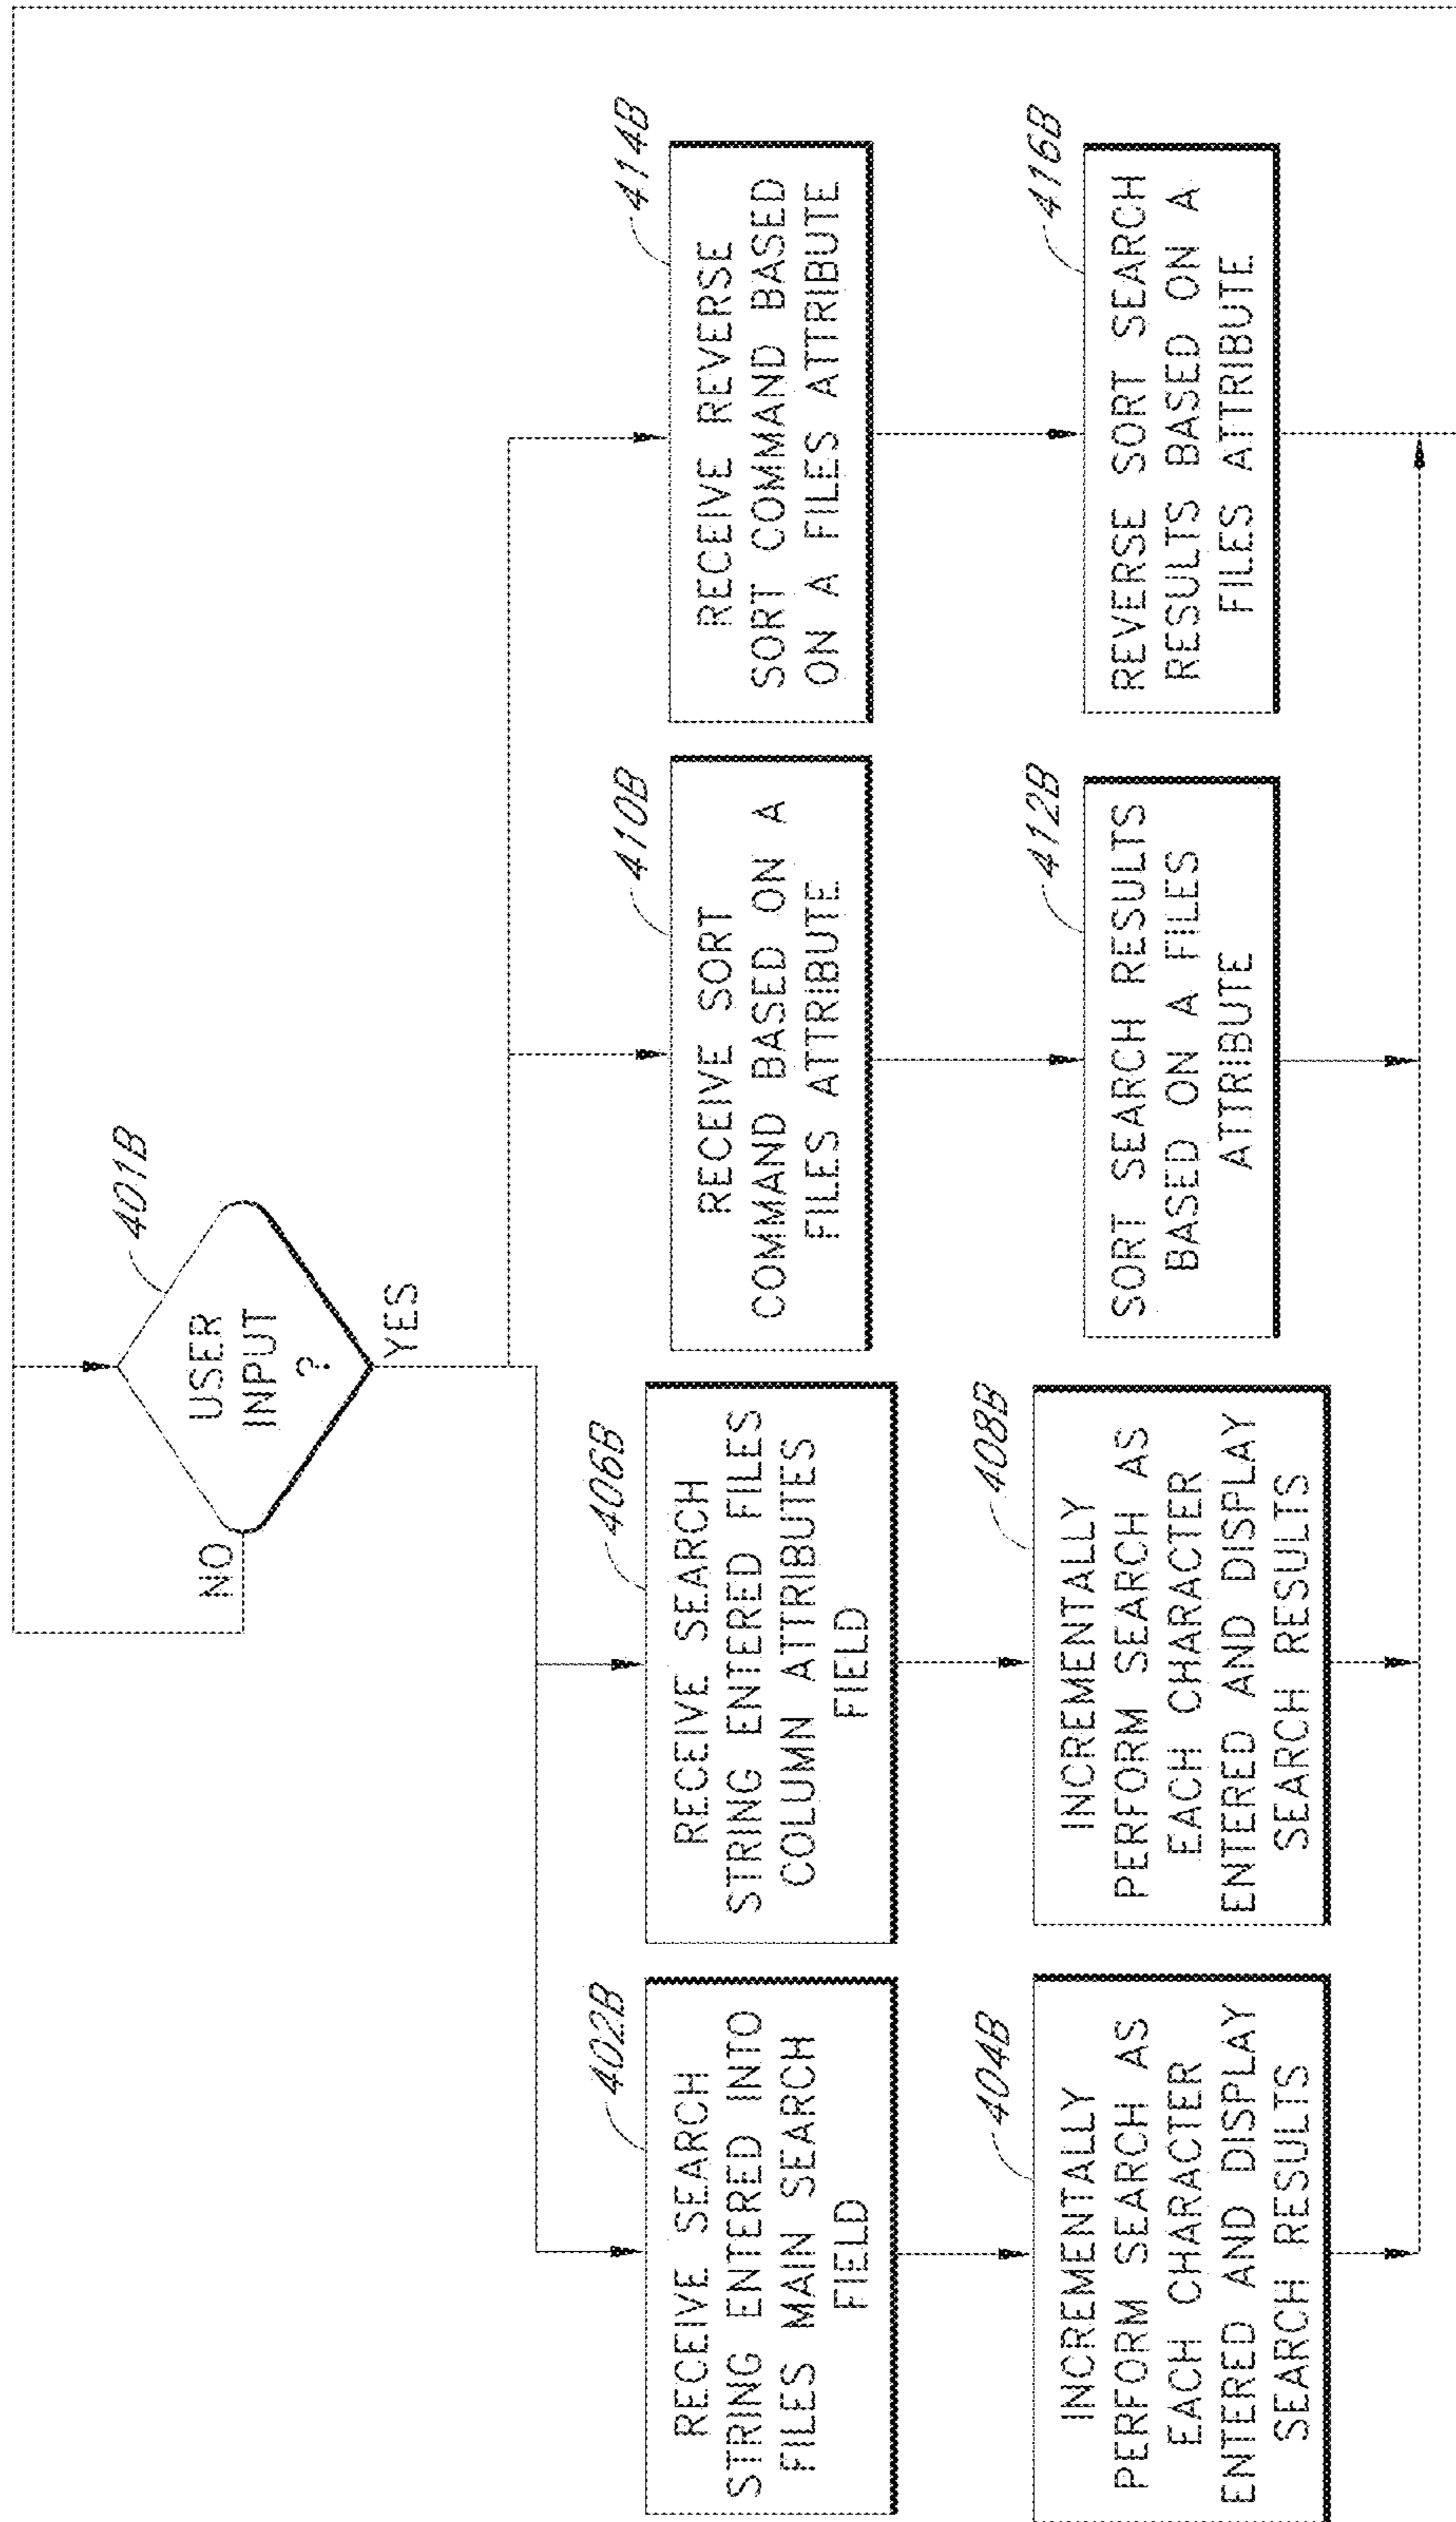 401B
USER
INPUT
?
NO
YES
402B
RECEIVE SEARCH
STRING ENTERED INTO
FILES MAIN SEARCH
FIELD
406B
RECEIVE SEARCH
STRING ENTERED FILES
COLUMN ATTRIBUTES
FIELD
410B
RECEIVE SORT
COMMAND BASED ON A
FILES ATTRIBUTE
414B
RECEIVE REVERSE
SORT COMMAND BASED
ON A FILES ATTRIBUTE
404B
INCREMENTALLY
PERFORM SEARCH AS
EACH CHARACTER
ENTERED AND DISPLAY
SEARCH RESULTS
408B
INCREMENTALLY
PERFORM SEARCH AS
EACH CHARACTER
ENTERED AND DISPLAY
SEARCH RESULTS
412B
SORT SEARCH RESULTS
BASED ON A FILES
ATTRIBUTE
416B
REVERSE SORT SEARCH
RESULTS BASED ON A
FILES ATTRIBUTE